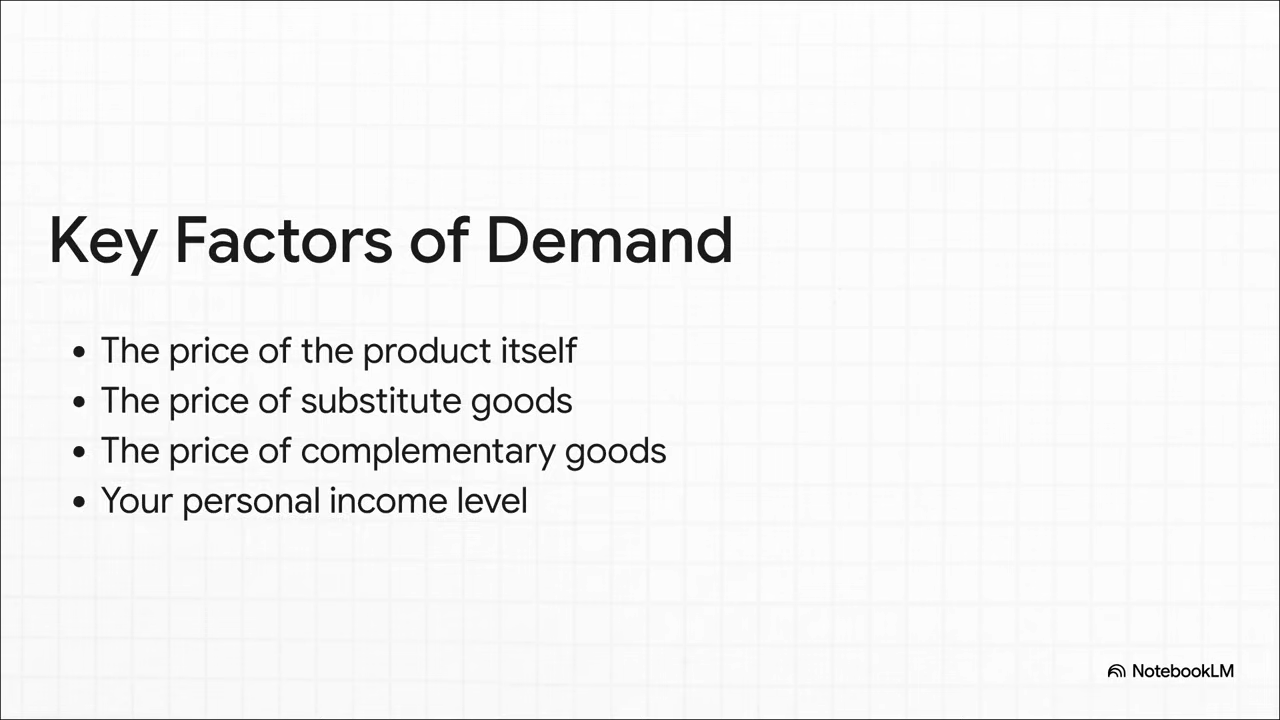 Key Factors of Demand
• The price of the product itself
• The price of substitute goods
• The price of complementary goods
• Your personal income level
NotebookLM